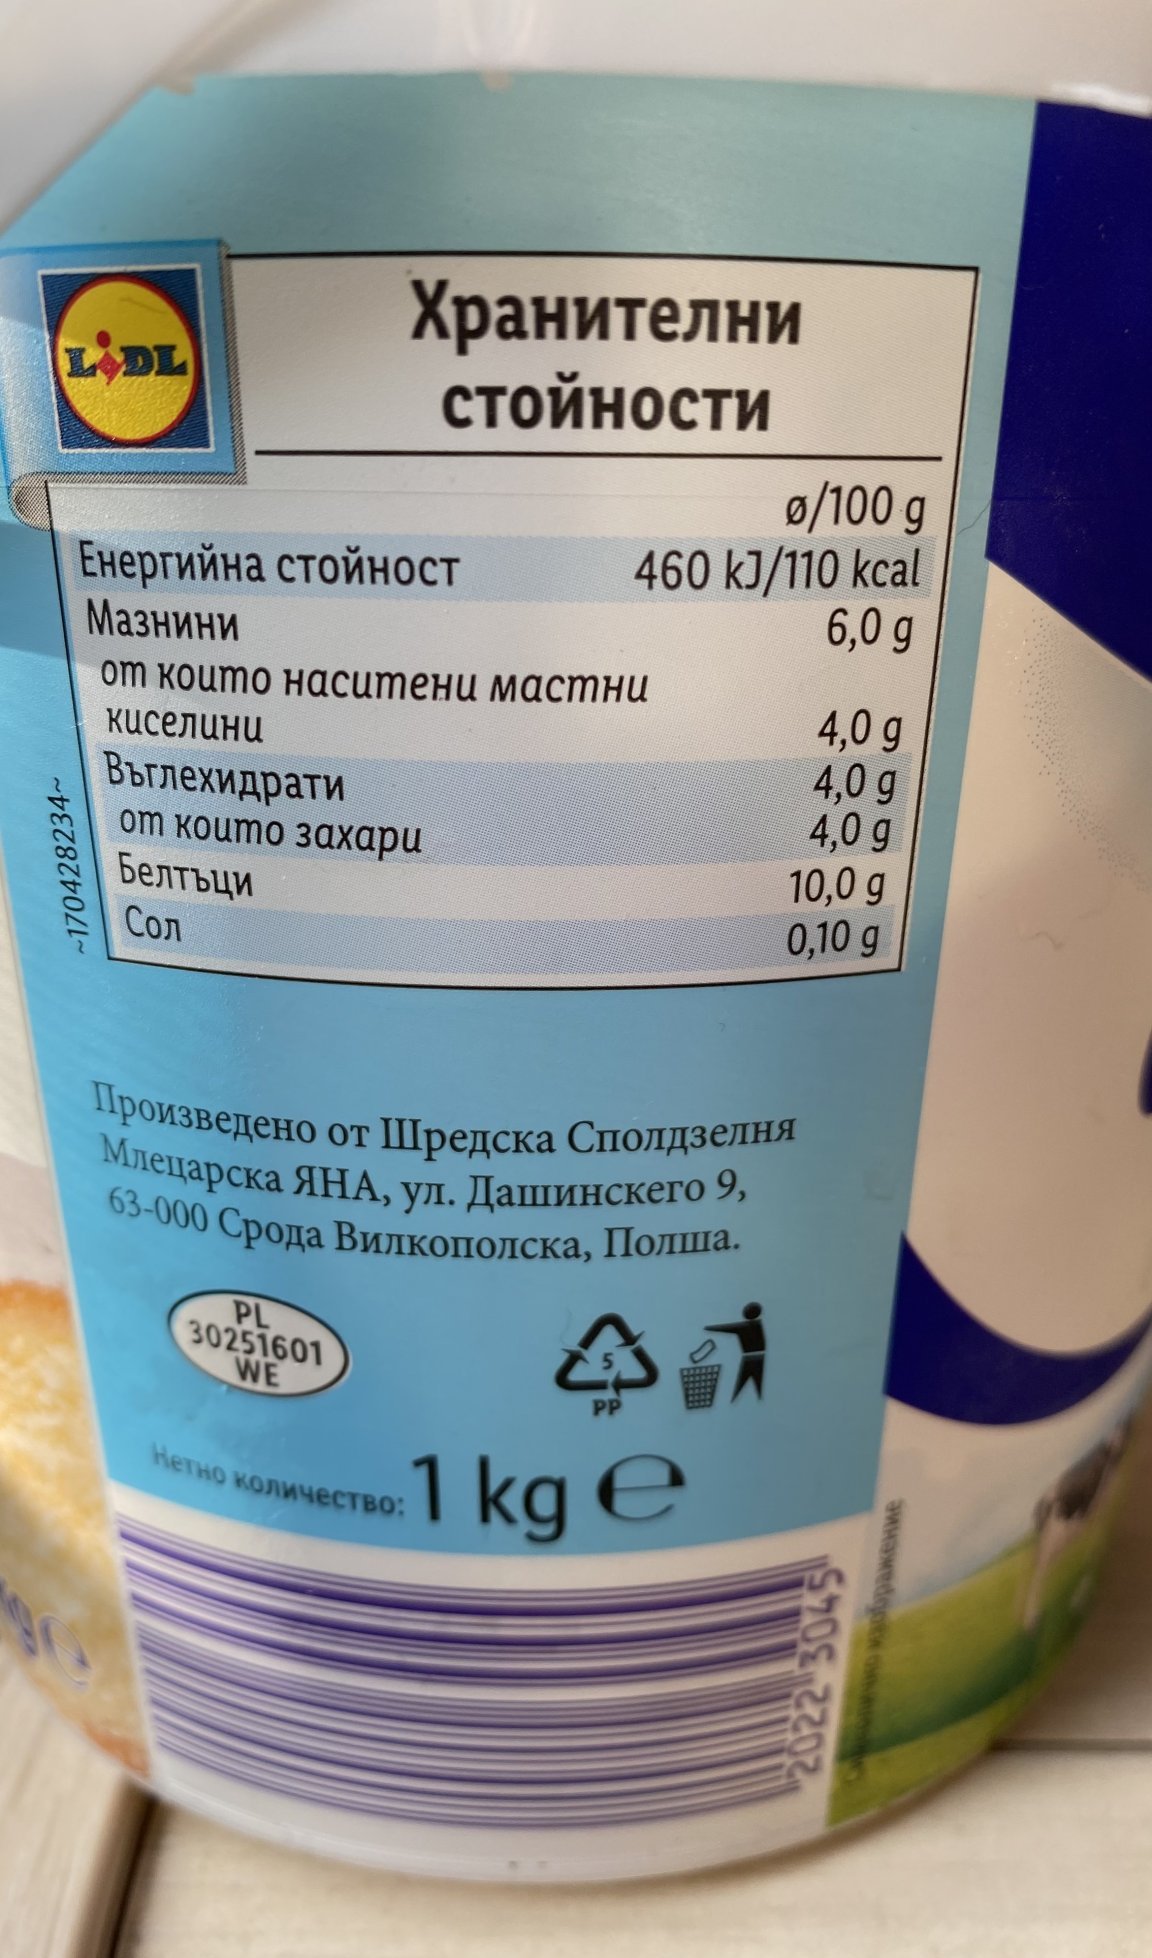 LIDL
Хранителни
стойности
ø/100 g
Енергийна стойност 460 kJ/110 kcal
Мазнини 6,0 g
от които наситени мастни
киселини 4,0 g
Въглехидрати 4,0 g
от които захари 4,0 g
Белтъци 10,0 g
Сол 0,10 g
~170428234~
Произведено от Шредска Сполдзелня
Млецарска ЯНА, ул. Дашинскего 9,
63-000 Срода Вилкополска, Полша.
PL
30251601
WE
5
PP
Нетно количество: 1 kg e
2022 3045
изображение